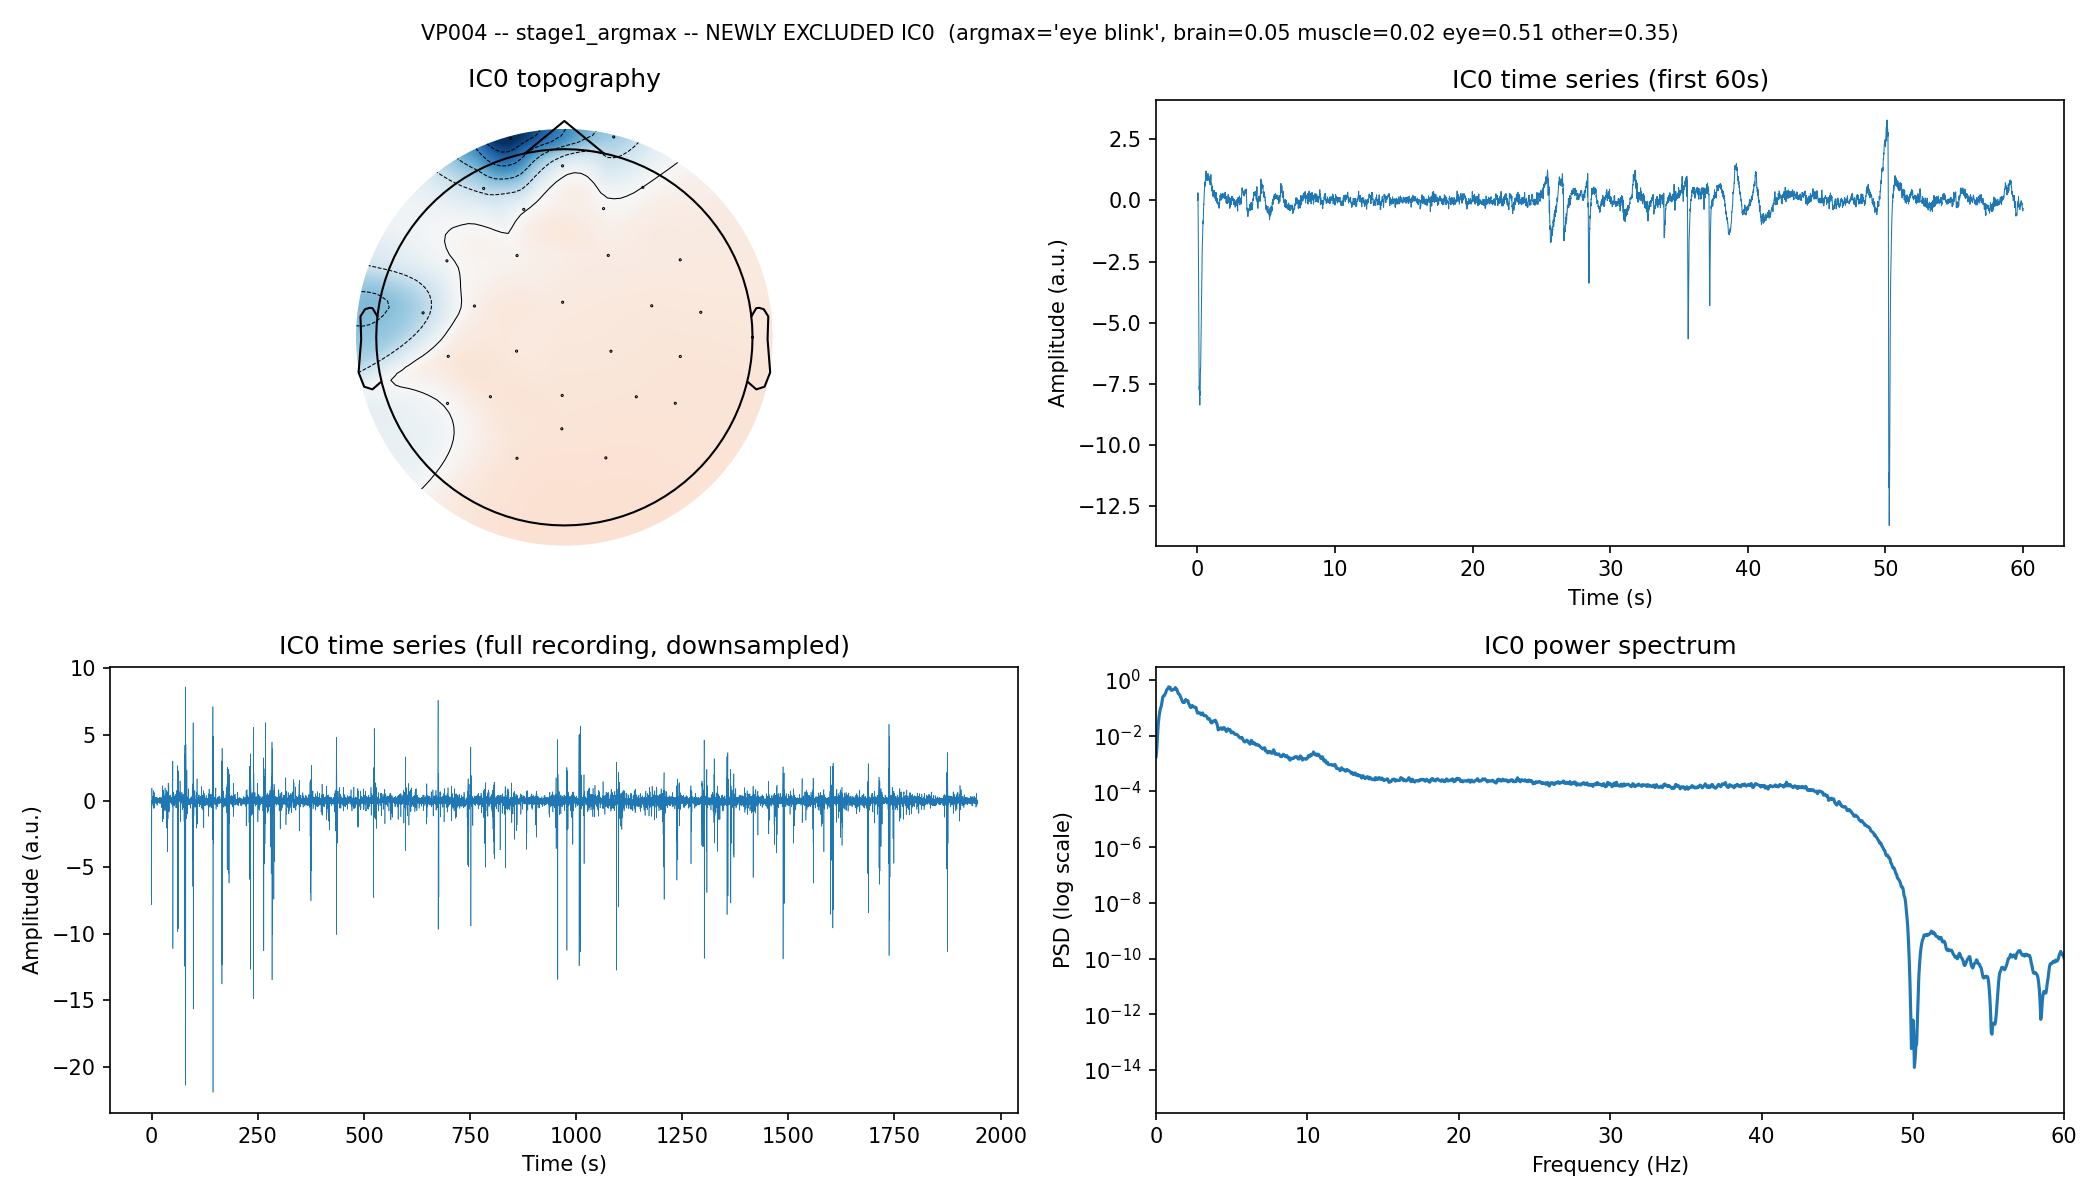 VP004 -- stage1_argmax -- NEWLY EXCLUDED IC0  (argmax='eye blink', brain=0.05 muscle=0.02 eye=0.51 other=0.35)
IC0 topography
IC0 time series (first 60s)
Amplitude (a.u.)
2.5
0.0
−2.5
−5.0
−7.5
−10.0
−12.5
0 10 20 30 40 50 60
Time (s)
IC0 time series (full recording, downsampled)
Amplitude (a.u.)
10
5
0
−5
−10
−15
−20
0 250 500 750 1000 1250 1500 1750 2000
Time (s)
IC0 power spectrum
PSD (log scale)
10⁰
10⁻²
10⁻⁴
10⁻⁶
10⁻⁸
10⁻¹⁰
10⁻¹²
10⁻¹⁴
0 10 20 30 40 50 60
Frequency (Hz)